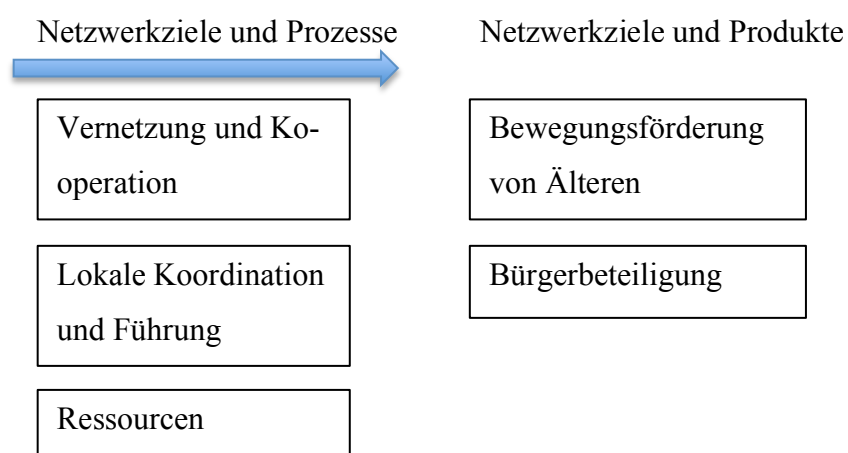 Netzwerkziele und Prozesse
Netzwerkziele und Produkte
Vernetzung und Ko-
operation
Bewegungsförderung
von Älteren
Lokale Koordination
und Führung
Bürgerbeteiligung
Ressourcen